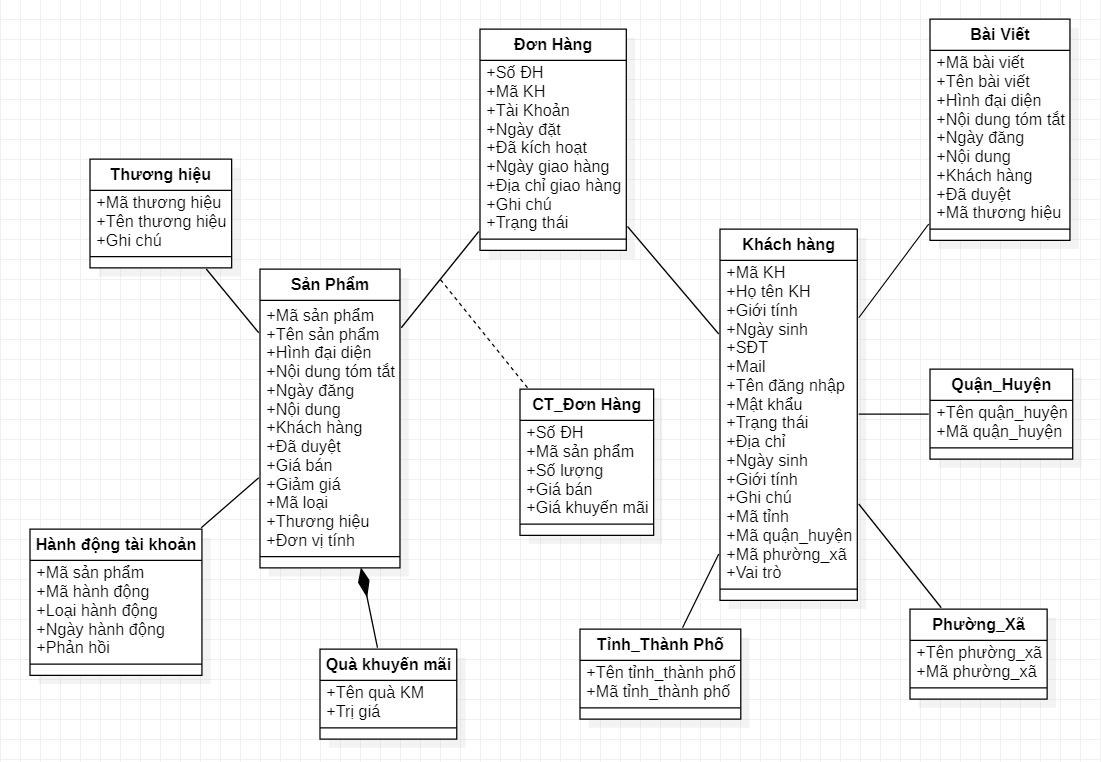 Đơn Hàng
+Số ĐH
+Mã KH
+Tài Khoản
+Ngày đặt
+Đã kích hoạt
+Ngày giao hàng
+Địa chỉ giao hàng
+Ghi chú
+Trạng thái
Bài Viết
+Mã bài viết
+Tên bài viết
+Hình đại diện
+Nội dung tóm tắt
+Ngày đăng
+Nội dung
+Khách hàng
+Đã duyệt
+Mã thương hiệu
Thương hiệu
+Mã thương hiệu
+Tên thương hiệu
+Ghi chú
Sản Phẩm
+Mã sản phẩm
+Tên sản phẩm
+Hình đại diện
+Nội dung tóm tắt
+Ngày đăng
+Nội dung
+Khách hàng
+Đã duyệt
+Giá bán
+Giảm giá
+Mã loại
+Thương hiệu
+Đơn vị tính
Khách hàng
+Mã KH
+Họ tên KH
+Giới tính
+Ngày sinh
+SĐT
+Mail
+Tên đăng nhập
+Mật khẩu
+Trạng thái
+Địa chỉ
+Ngày sinh
+Giới tính
+Ghi chú
+Mã tỉnh
+Mã quận_huyện
+Mã phường_xã
+Vai trò
Quận_Huyện
+Tên quận_huyện
+Mã quận_huyện
CT_Đơn Hàng
+Số ĐH
+Mã sản phẩm
+Số lượng
+Giá bán
+Giá khuyến mãi
Hành động tài khoản
+Mã sản phẩm
+Mã hành động
+Loại hành động
+Ngày hành động
+Phản hồi
Quà khuyến mãi
+Tên quà KM
+Trị giá
Tỉnh_Thành Phố
+Tên tỉnh_thành phố
+Mã tỉnh_thành phố
Phường_Xã
+Tên phường_xã
+Mã phường_xã